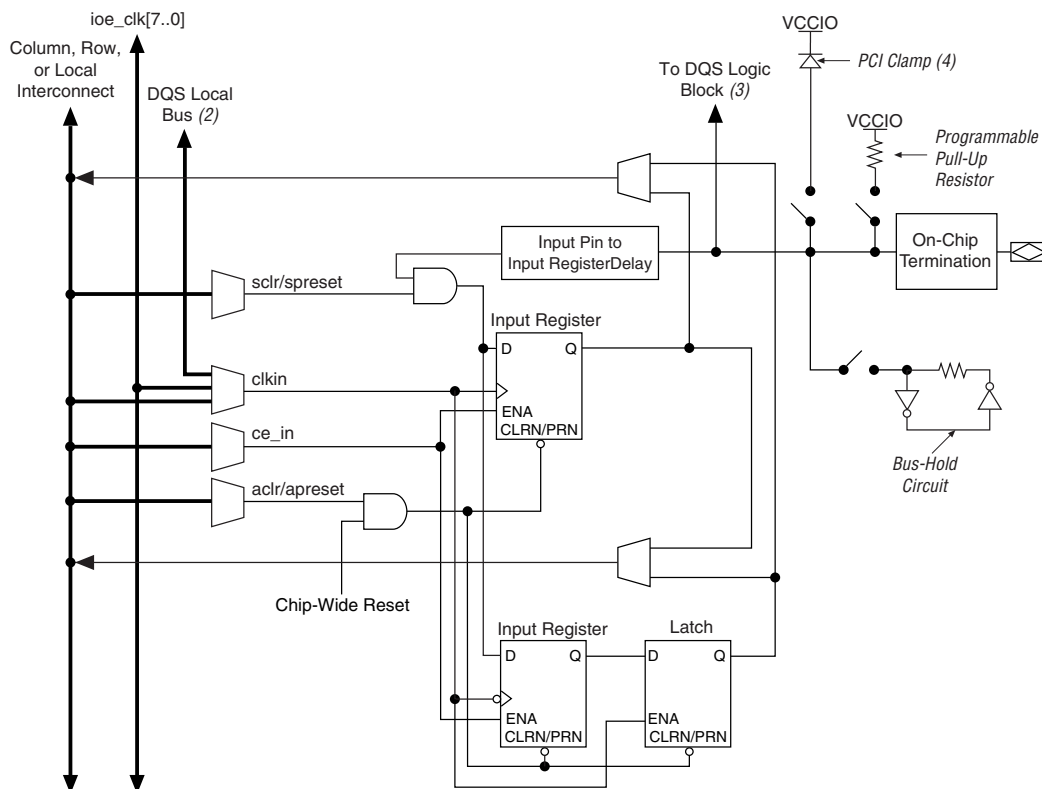 ioe_clk[7..0]
Column, Row,
or Local
Interconnect
DQS Local
Bus (2)
To DQS Logic
Block (3)
VCCIO
PCI Clamp (4)
VCCIO
Programmable
Pull-Up
Resistor
Input Pin to
Input RegisterDelay
On-Chip
Termination
sclr/spreset
Input Register
D
Q
clkin
ENA
CLRN/PRN
ce_in
aclr/apreset
Bus-Hold
Circuit
Chip-Wide Reset
Input Register
D
Q
ENA
CLRN/PRN
Latch
D
Q
ENA
CLRN/PRN